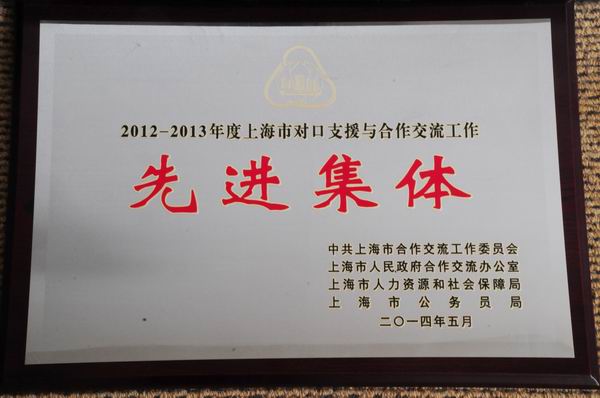 2012-2013年度上海市对口支援与合作交流工作
先进集体
中共上海市合作交流工作委员会
上海市人民政府合作交流办公室
上海市人力资源和社会保障局
上海市公务员局
二〇一四年五月